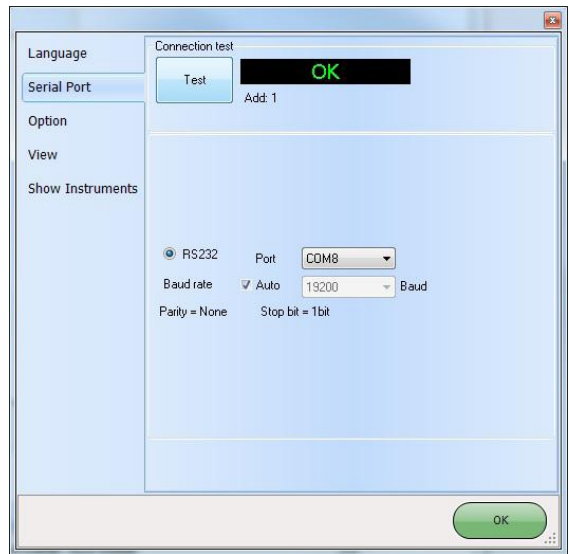 Language
Serial Port
Option
View
Show Instruments
Connection test
Test
OK
Add: 1
RS232 Port COM8
Baud rate Auto 19200 Baud
Parity = None Stop bit = 1bit
OK